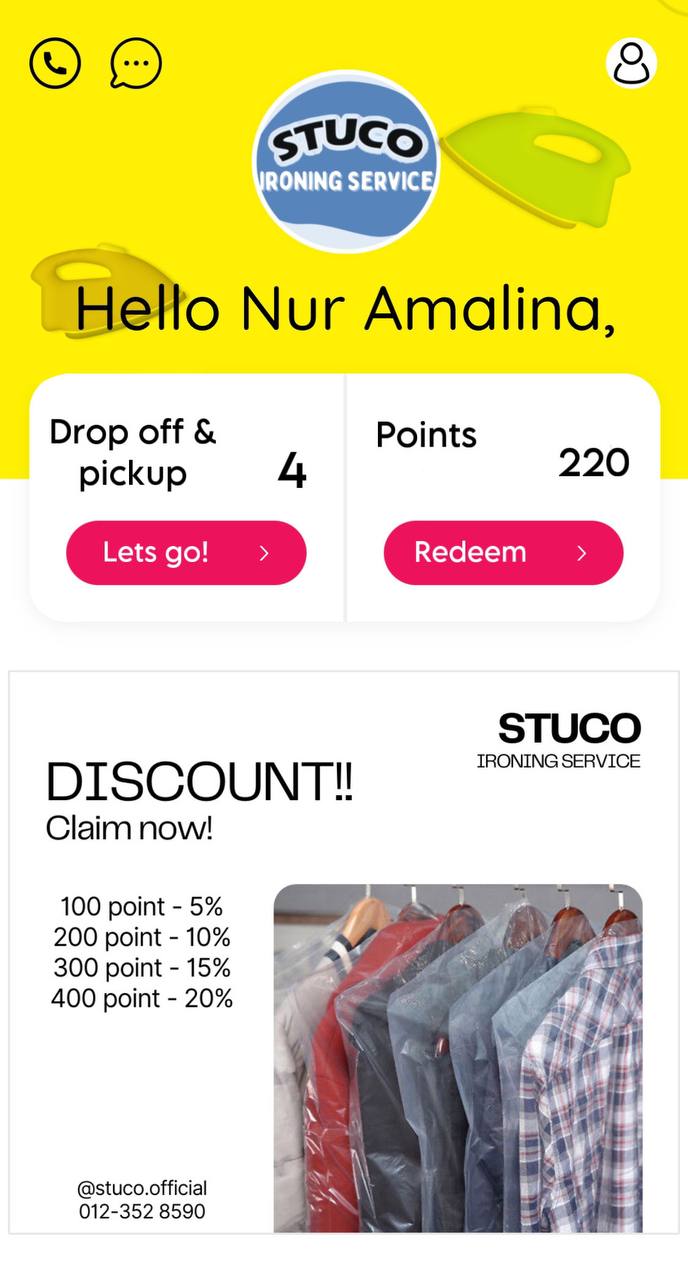 STUCO
IRONING SERVICE
Hello Nur Amalina,
Drop off &
pickup
4
Lets go!
Points
220
Redeem
STUCO
IRONING SERVICE
DISCOUNT!!
Claim now!
100 point - 5%
200 point - 10%
300 point - 15%
400 point - 20%
@stuco.official
012-352 8590